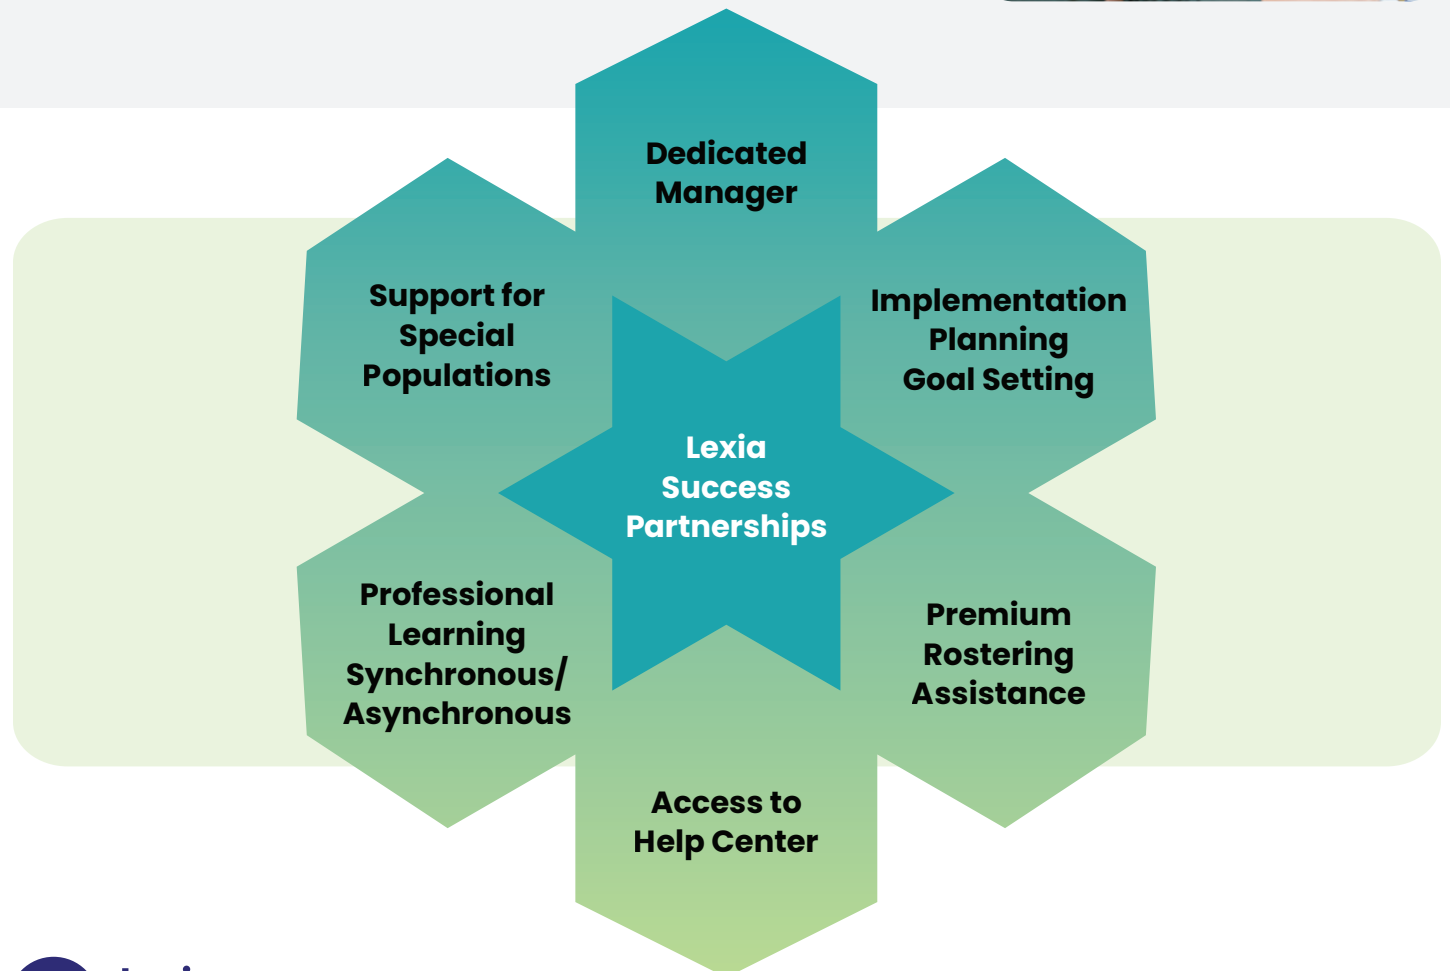 Dedicated
Manager
Support for
Special
Populations
Implementation
Planning
Goal Setting
Lexia
Success
Partnerships
Professional
Learning
Synchronous/
Asynchronous
Premium
Rostering
Assistance
Access to
Help Center